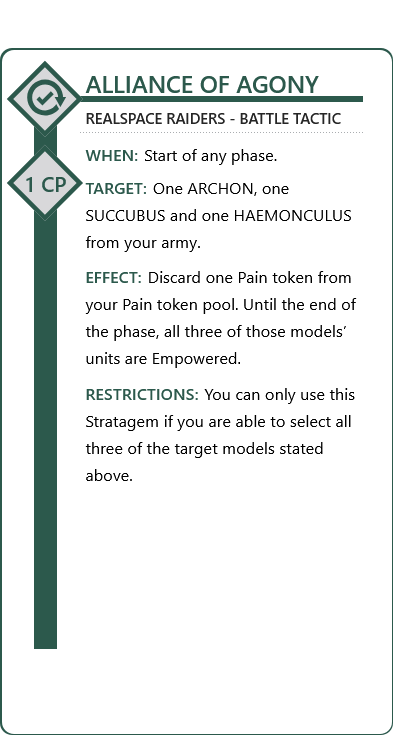 ALLIANCE OF AGONY
REALSPACE RAIDERS - BATTLE TACTIC
WHEN: Start of any phase.
1 CP
TARGET: One ARCHON, one
SUCCUBUS and one HAEMONCULUS
from your army.
EFFECT: Discard one Pain token from
your Pain token pool. Until the end of
the phase, all three of those models’
units are Empowered.
RESTRICTIONS: You can only use this
Stratagem if you are able to select all
three of the target models stated
above.